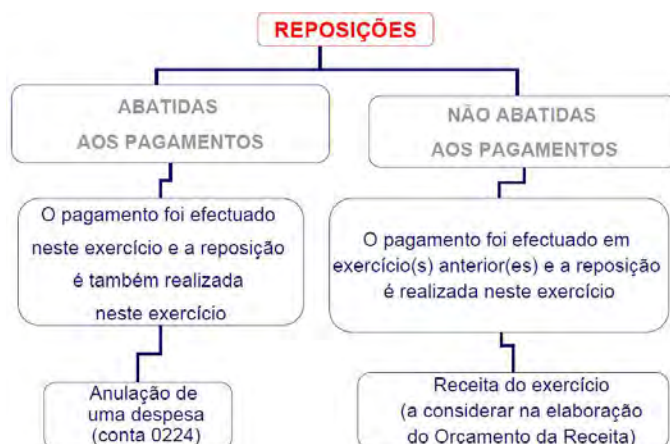 REPOSIÇÕES
ABATIDAS
AOS PAGAMENTOS
NÃO ABATIDAS
AOS PAGAMENTOS
O pagamento foi efectuado
neste exercício e a reposição
é também realizada
neste exercício
O pagamento foi efectuado em
exercício(s) anterior(es) e a reposição
é realizada neste exercício
Anulação de
uma despesa
(conta 0224)
Receita do exercício
(a considerar na elaboração
do Orçamento da Receita)